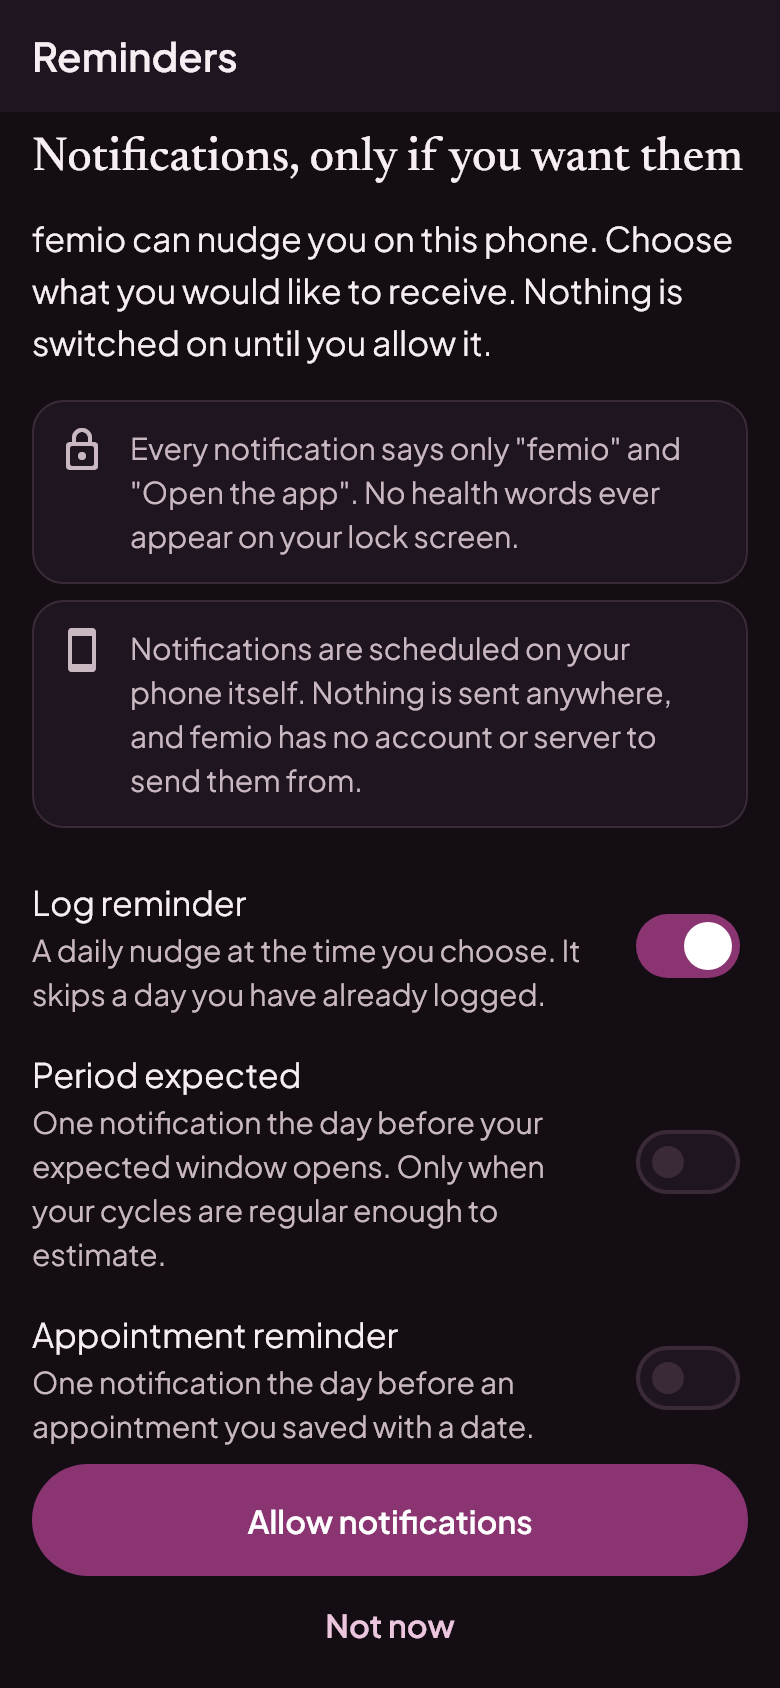 Reminders
Notifications, only if you want them
femio can nudge you on this phone. Choose
what you would like to receive. Nothing is
switched on until you allow it.
Every notification says only "femio" and
"Open the app". No health words ever
appear on your lock screen.
Notifications are scheduled on your
phone itself. Nothing is sent anywhere,
and femio has no account or server to
send them from.
Log reminder
A daily nudge at the time you choose. It
skips a day you have already logged.
Period expected
One notification the day before your
expected window opens. Only when
your cycles are regular enough to
estimate.
Appointment reminder
One notification the day before an
appointment you saved with a date.
Allow notifications
Not now